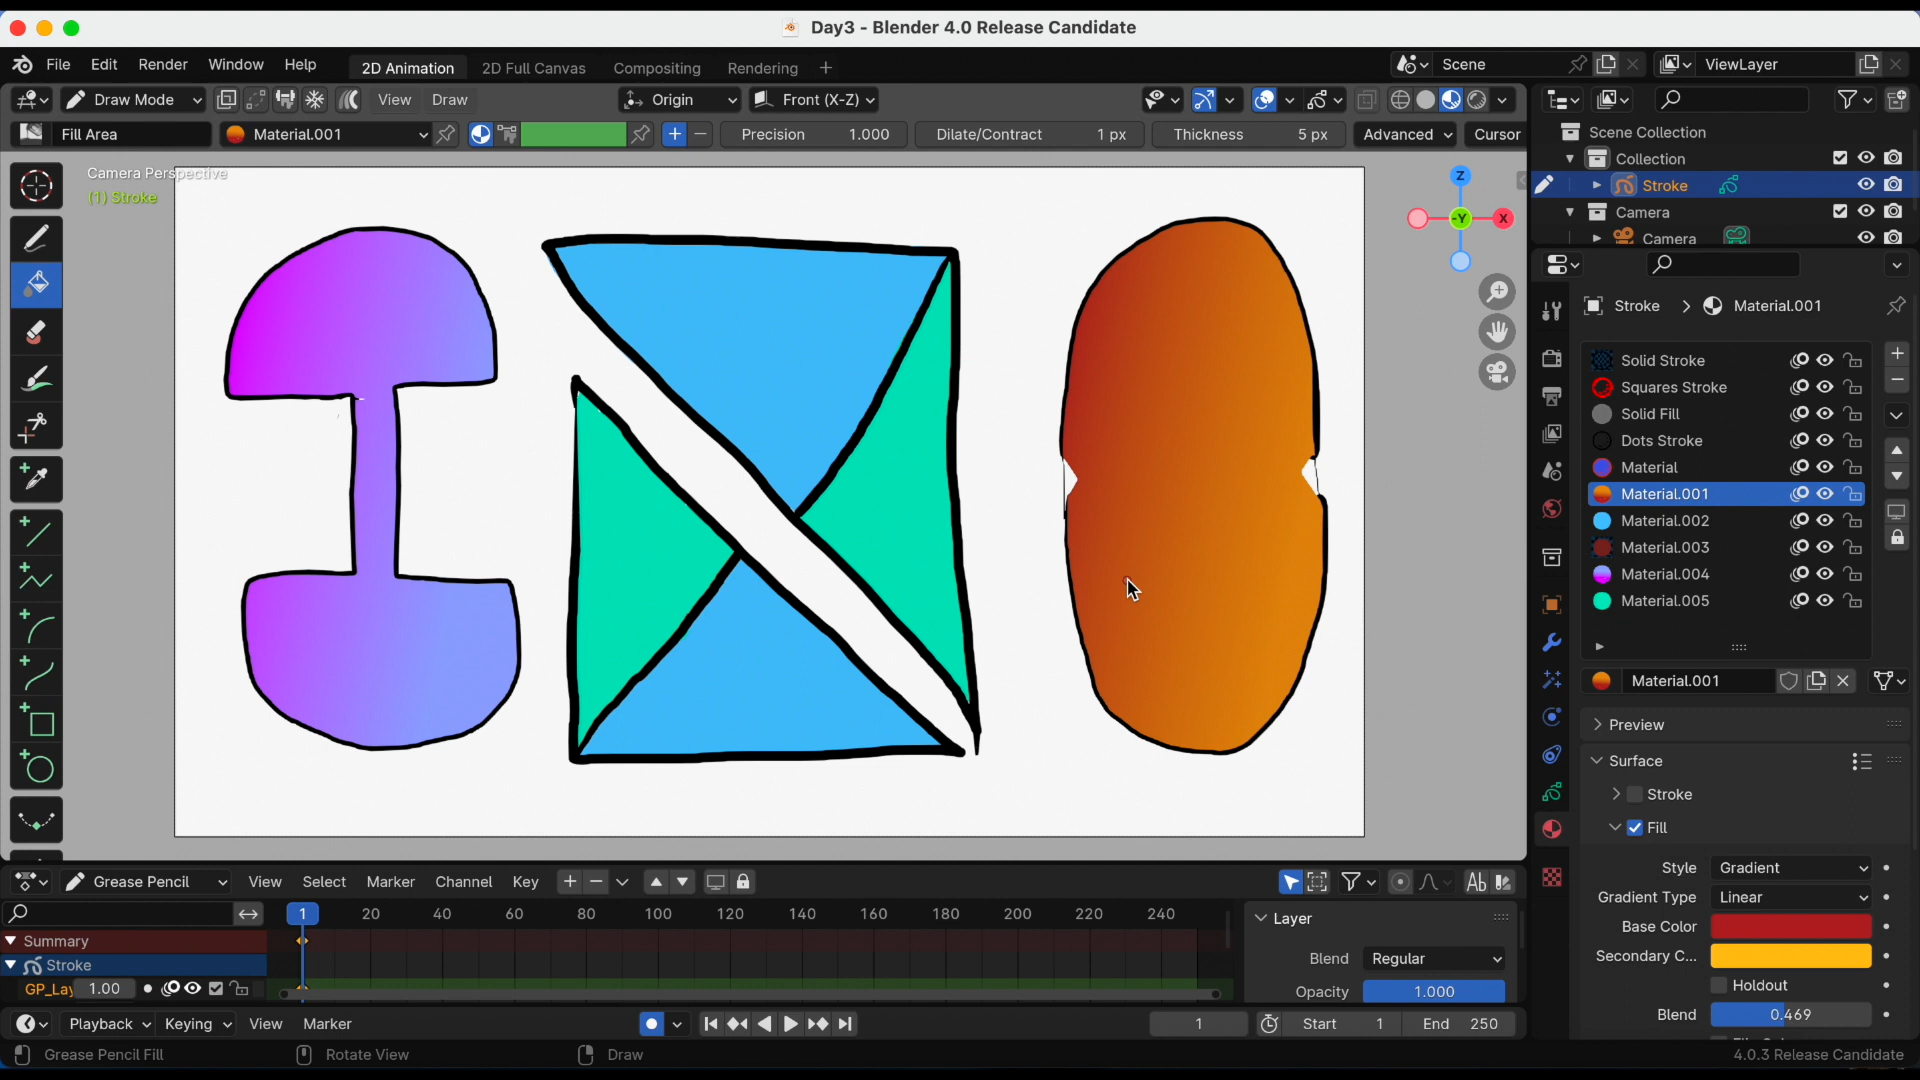 Day3 - Blender 4.0 Release Candidate
File Edit Render Window Help 2D Animation 2D Full Canvas Compositing Rendering + Scene ViewLayer
Draw Mode View Draw Origin Front (X-Z)
Fill Area Material.001 Precision 1.000 Dilate/Contract 1 px Thickness 5 px Advanced Cursor
Camera Perspective
(1) Stroke
Z
-Y
X
Scene Collection
Collection
Stroke
Camera
Camera
Stroke > Material.001
Solid Stroke
Squares Stroke
Solid Fill
Dots Stroke
Material
Material.001
Material.002
Material.003
Material.004
Material.005
Material.001
Preview
Surface
Stroke
Fill
Style Gradient
Gradient Type Linear
Base Color
Secondary C...
Holdout
Blend 0.469
Grease Pencil View Select Marker Channel Key
1 20 40 60 80 100 120 140 160 180 200 220 240
Summary
Stroke
GP_Lay 1.00
Layer
Blend Regular
Opacity 1.000
Playback Keying View Marker 1 Start 1 End 250
Grease Pencil Fill Rotate View Draw 4.0.3 Release Candidate